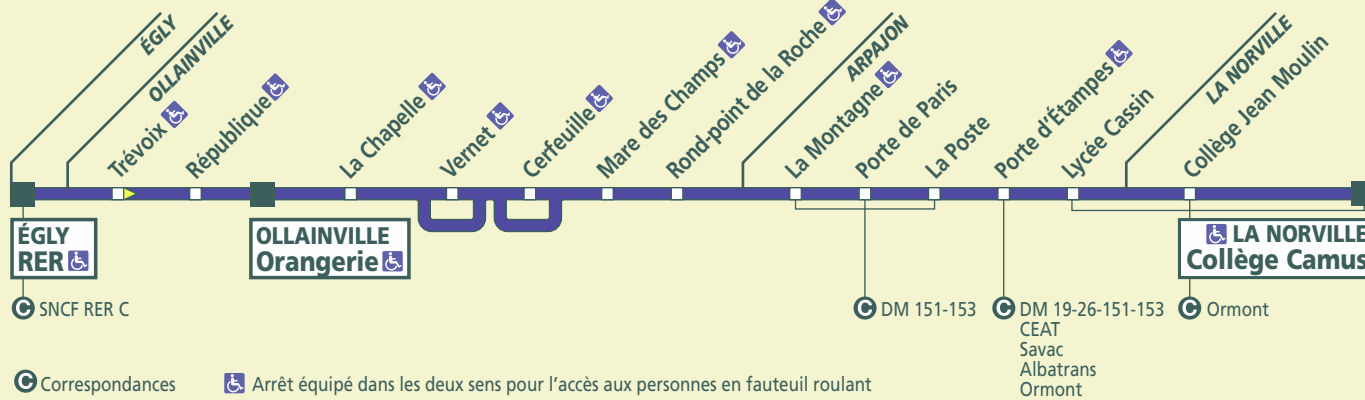 ÉGLY
OLLAINVILLE
Trévoix
République
La Chapelle
Vernet
Cerfeuille
Mare des Champs
Rond-point de la Roche
ARPAJON
La Montagne
Porte de Paris
La Poste
Porte d'Étampes
Lycée Cassin
LA NORVILLE
Collège Jean Moulin
ÉGLY
RER
OLLAINVILLE
Orangerie
LA NORVILLE
Collège Camus
C SNCF RER C
C DM 151-153
C DM 19-26-151-153
CEAT
Savac
Albatrans
Ormont
C Ormont
C Correspondances
Arrêt équipé dans les deux sens pour l'accès aux personnes en fauteuil roulant